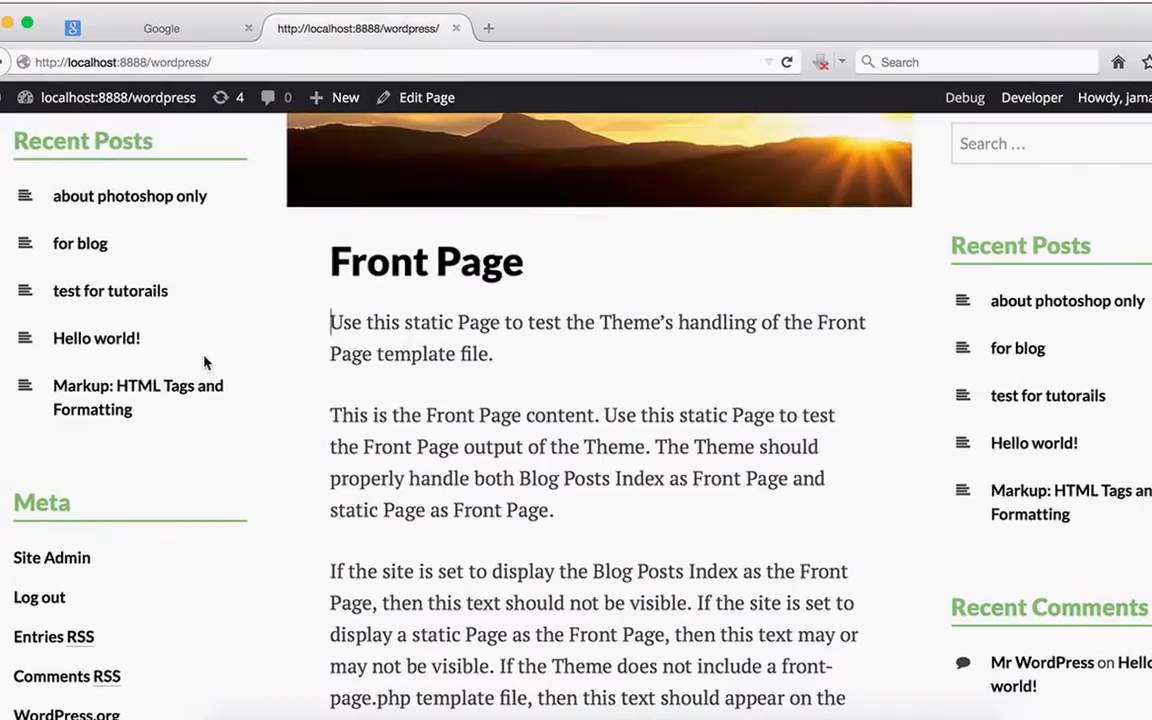 Google
http://localhost:8888/wordpress/
http://localhost:8888/wordpress/
Search
localhost:8888/wordpress
4
0
New
Edit Page
Debug
Developer
Howdy, jama
Recent Posts
about photoshop only
for blog
test for tutorails
Hello world!
Markup: HTML Tags and
Formatting
Meta
Site Admin
Log out
Entries RSS
Comments RSS
WordPress.org
Front Page
Use this static Page to test the Theme’s handling of the Front
Page template file.
This is the Front Page content. Use this static Page to test
the Front Page output of the Theme. The Theme should
properly handle both Blog Posts Index as Front Page and
static Page as Front Page.
If the site is set to display the Blog Posts Index as the Front
Page, then this text should not be visible. If the site is set to
display a static Page as the Front Page, then this text may or
may not be visible. If the Theme does not include a front-
page.php template file, then this text should appear on the
Search …
Recent Posts
about photoshop only
for blog
test for tutorails
Hello world!
Markup: HTML Tags an
Formatting
Recent Comments
Mr WordPress on Hello
world!